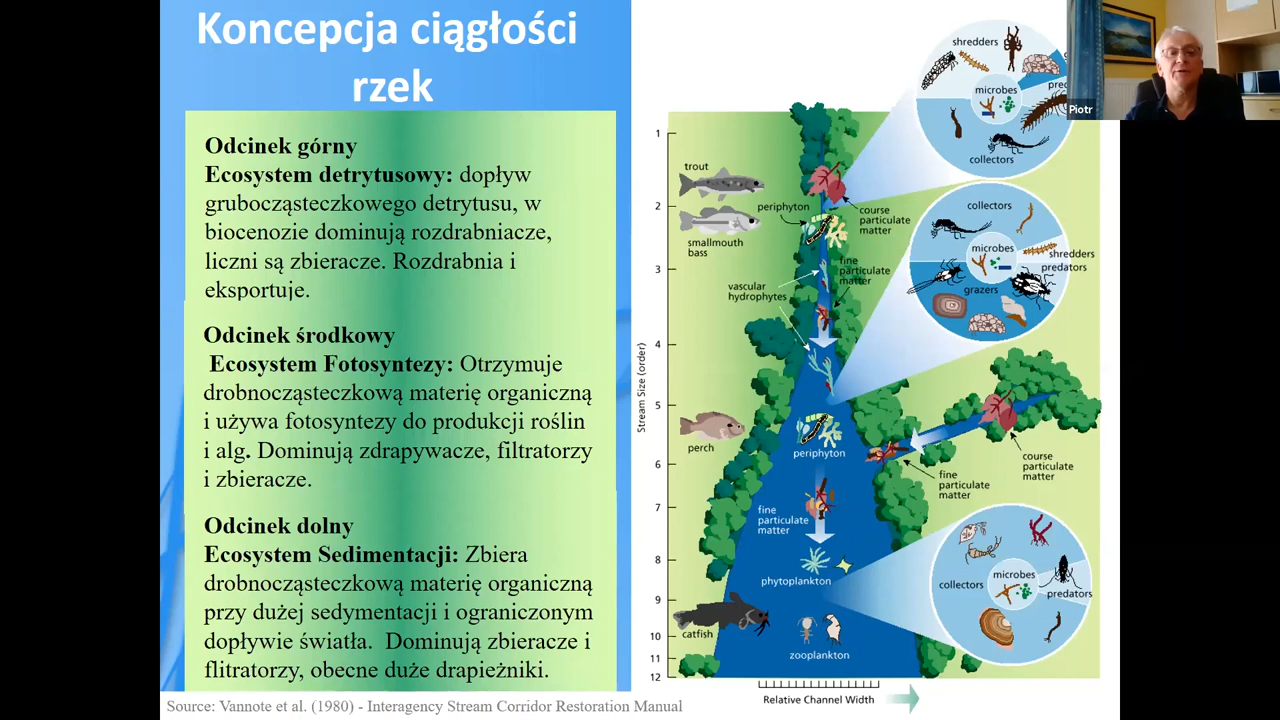 Koncepcja ciągłości
rzek
Odcinek górny
Ecosystem detrytusowy: dopływ
grubocząsteczkowego detrytusu, w
biocenozie dominują rozdrabniacze,
liczni są zbieracze. Rozdrabnia i
eksportuje.
Odcinek środkowy
Ecosystem Fotosyntezy: Otrzymuje
drobnocząsteczkową materię organiczną
i używa fotosyntezy do produkcji roślin
i alg. Dominują zdrapywacze, filtratorzy
i zbieracze.
Odcinek dolny
Ecosystem Sedimentacji: Zbiera
drobnocząsteczkową materię organiczną
przy dużej sedymentacji i ograniczonym
dopływie światła. Dominują zbieracze i
flitratorzy, obecne duże drapieżniki.
Source: Vannote et al. (1980) - Interagency Stream Corridor Restoration Manual
Stream Size (order)
1
2
3
4
5
6
7
8
9
10
11
12
trout
smallmouth
bass
periphyton
course
particulate
matter
fine
particulate
matter
vascular
hydrophytes
perch
periphyton
fine
particulate
matter
course
particulate
matter
fine
particulate
matter
phytoplankton
catfish
zooplankton
Relative Channel Width
shredders
microbes
collectors
Piotr
collectors
microbes
shredders
predators
grazers
microbes
collectors
predators